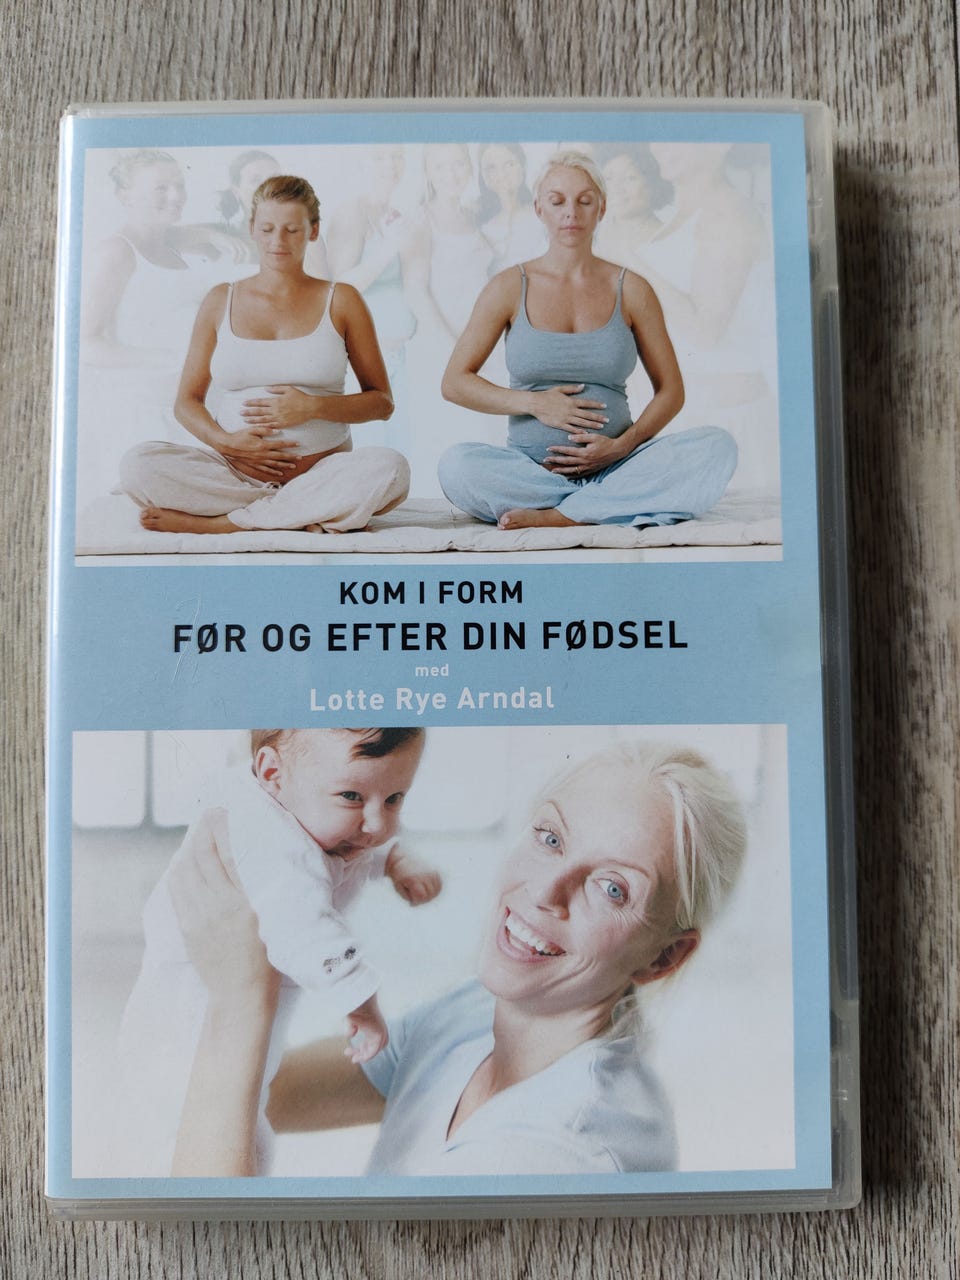 KOM I FORM
FØR OG EFTER DIN FØDSEL
med
Lotte Rye Arndal